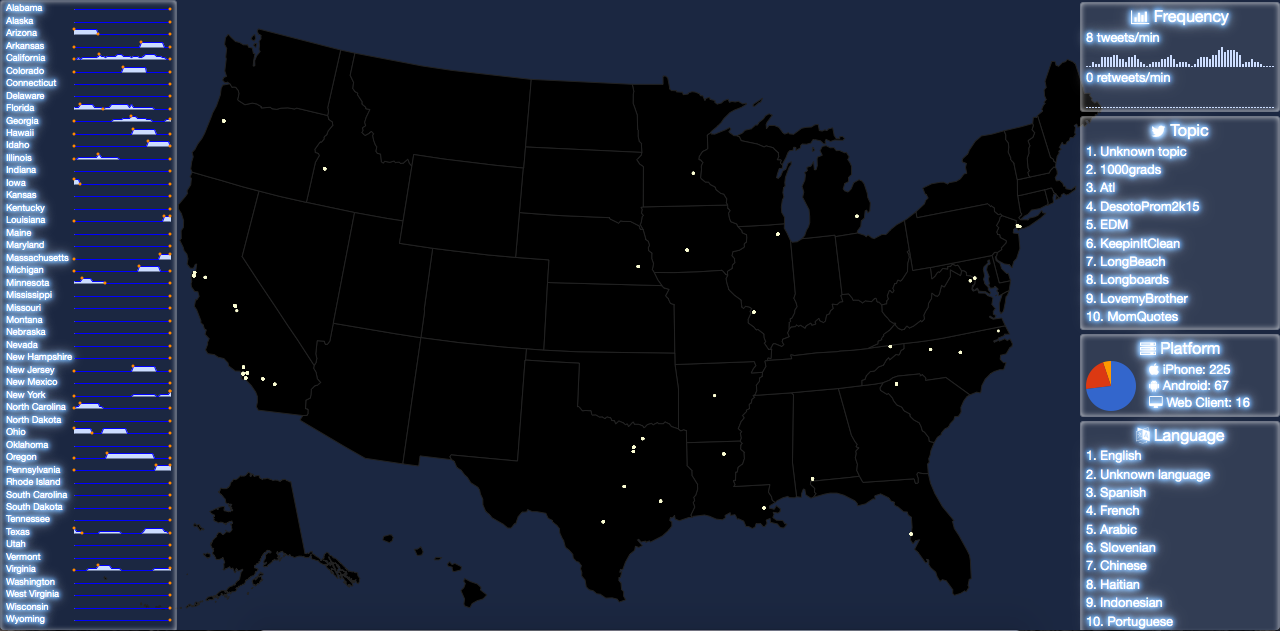 Alabama
Alaska
Arizona
Arkansas
California
Colorado
Connecticut
Delaware
Florida
Georgia
Hawaii
Idaho
Illinois
Indiana
Iowa
Kansas
Kentucky
Louisiana
Maine
Maryland
Massachusetts
Michigan
Minnesota
Mississippi
Missouri
Montana
Nebraska
Nevada
New Hampshire
New Jersey
New Mexico
New York
North Carolina
North Dakota
Ohio
Oklahoma
Oregon
Pennsylvania
Rhode Island
South Carolina
South Dakota
Tennessee
Texas
Utah
Vermont
Virginia
Washington
West Virginia
Wisconsin
Wyoming
Frequency
8 tweets/min
0 retweets/min
Topic
1. Unknown topic
2. 1000grads
3. Atl
4. DesotoProm2k15
5. EDM
6. KeepinItClean
7. LongBeach
8. Longboards
9. LovemyBrother
10. MomQuotes
Platform
iPhone: 225
Android: 67
Web Client: 16
Language
1. English
2. Unknown language
3. Spanish
4. French
5. Arabic
6. Slovenian
7. Chinese
8. Haitian
9. Indonesian
10. Portuguese